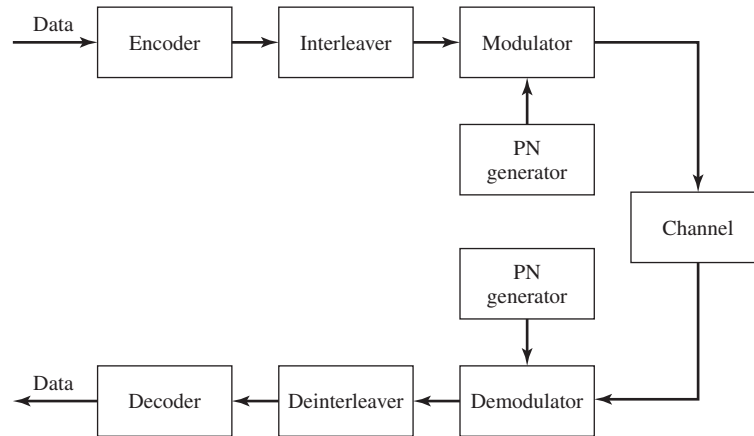 Data
Encoder
Interleaver
Modulator
PN
generator
Channel
PN
generator
Data
Decoder
Deinterleaver
Demodulator